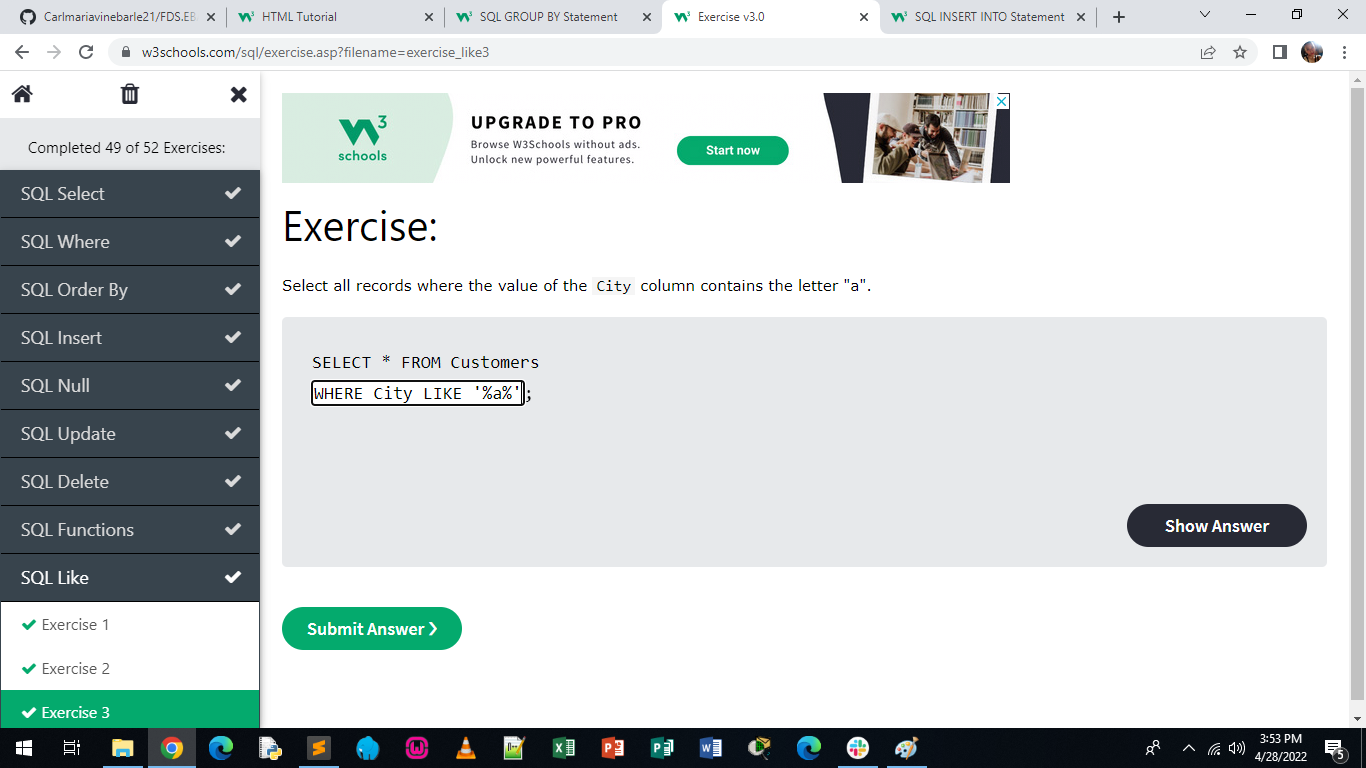 Carlmariavinebarle21/FDS.EB
HTML Tutorial
SQL GROUP BY Statement
Exercise v3.0
SQL INSERT INTO Statement
w3schools.com/sql/exercise.asp?filename=exercise_like3
Completed 49 of 52 Exercises:
SQL Select
SQL Where
SQL Order By
SQL Insert
SQL Null
SQL Update
SQL Delete
SQL Functions
SQL Like
Exercise 1
Exercise 2
Exercise 3
3
schools
UPGRADE TO PRO
Browse W3Schools without ads.
Unlock new powerful features.
Start now
Exercise:
Select all records where the value of the City column contains the letter "a".
SELECT * FROM Customers
WHERE City LIKE '%a%';
Show Answer
Submit Answer ❯
3:53 PM
4/28/2022
5